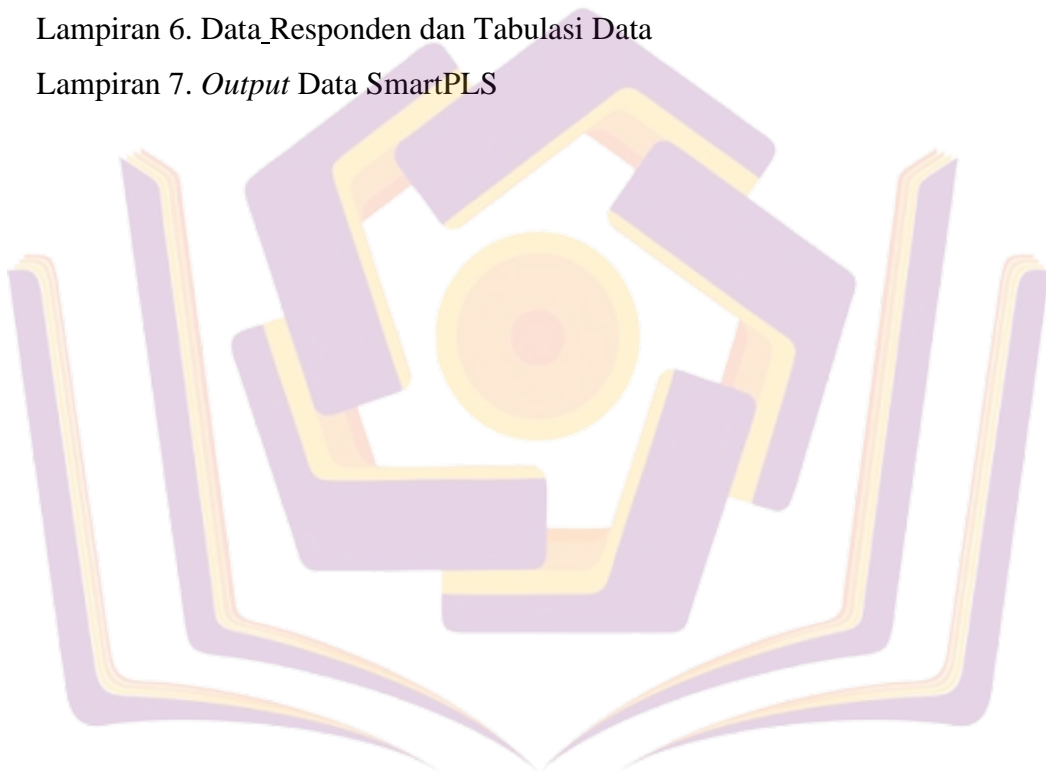 Lampiran 6. Data Responden dan Tabulasi Data
Lampiran 7. Output Data SmartPLS